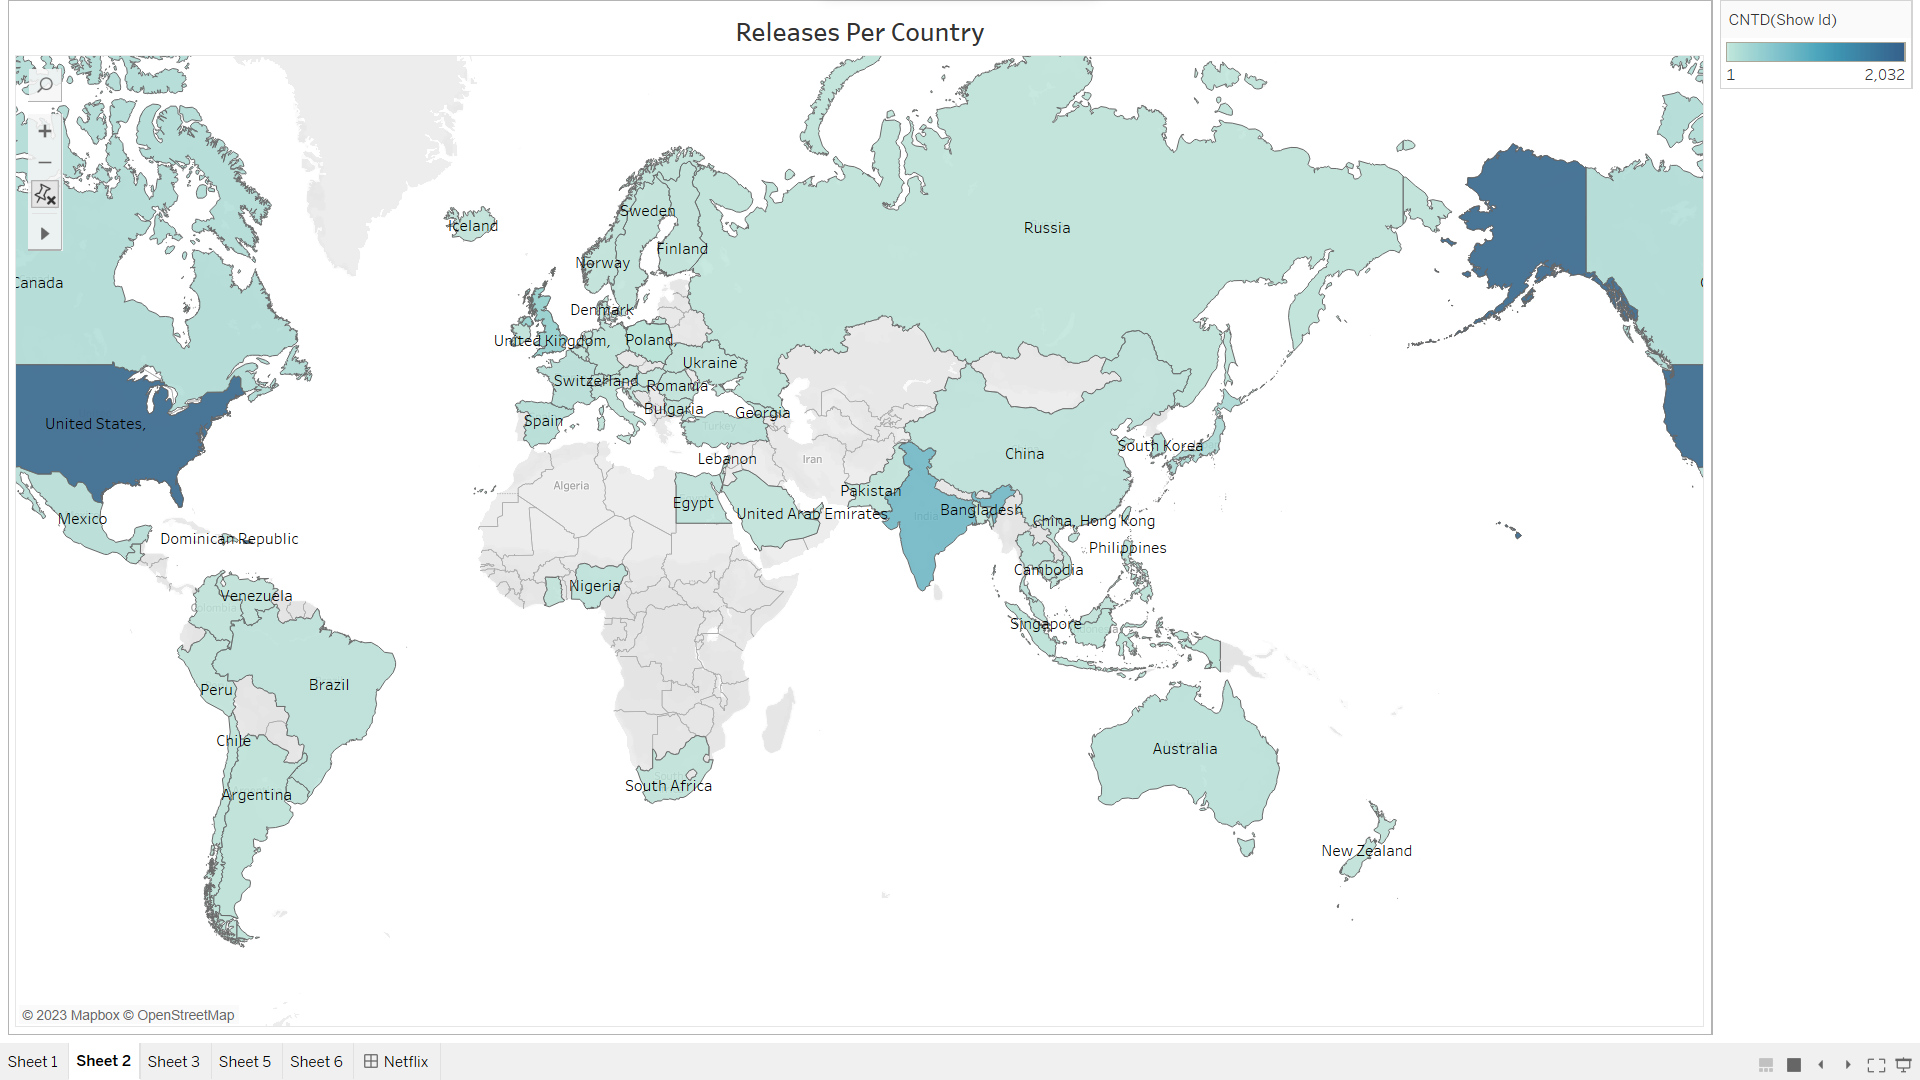 Releases Per Country
CNTD(Show Id)
1 2,032
Russia
Sweden
Iceland
Finland
Norway
Canada
Denmark
United Kingdom,
Poland,
Ukraine
Switzerland
Romania
Bulgaria
Georgia
Spain
Turkey
United States,
South Korea
China
Lebanon
Iran
Algeria
Pakistan
Egypt
Bangladesh
United Arab Emirates,
India
Mexico
China, Hong Kong
Dominican Republic
Philippines
Cambodia
Nigeria
Venezuela
Colombia
Singapore
Brazil
Peru
Chile
Australia
South Africa
Argentina
New Zealand
© 2023 Mapbox © OpenStreetMap
Sheet 1 Sheet 2 Sheet 3 Sheet 5 Sheet 6 Netflix